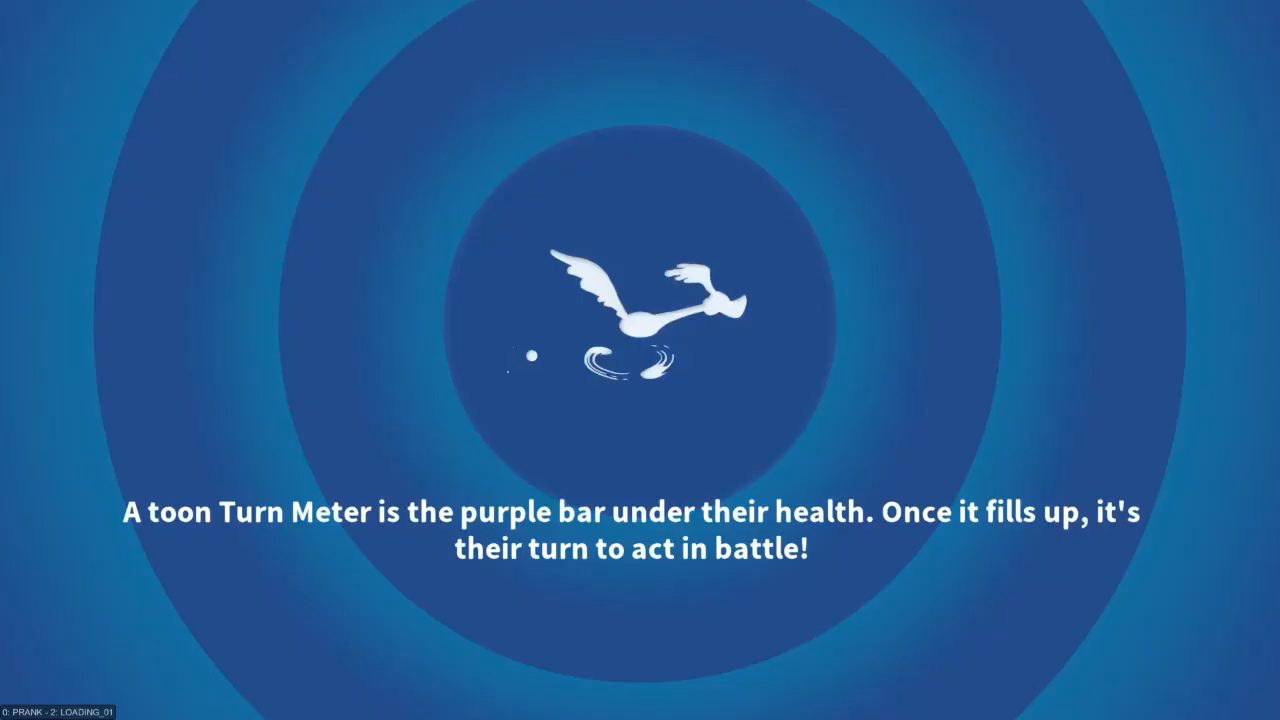 A toon Turn Meter is the purple bar under their health. Once it fills up, it's
their turn to act in battle!
0: PRANK - 2: LOADING_01